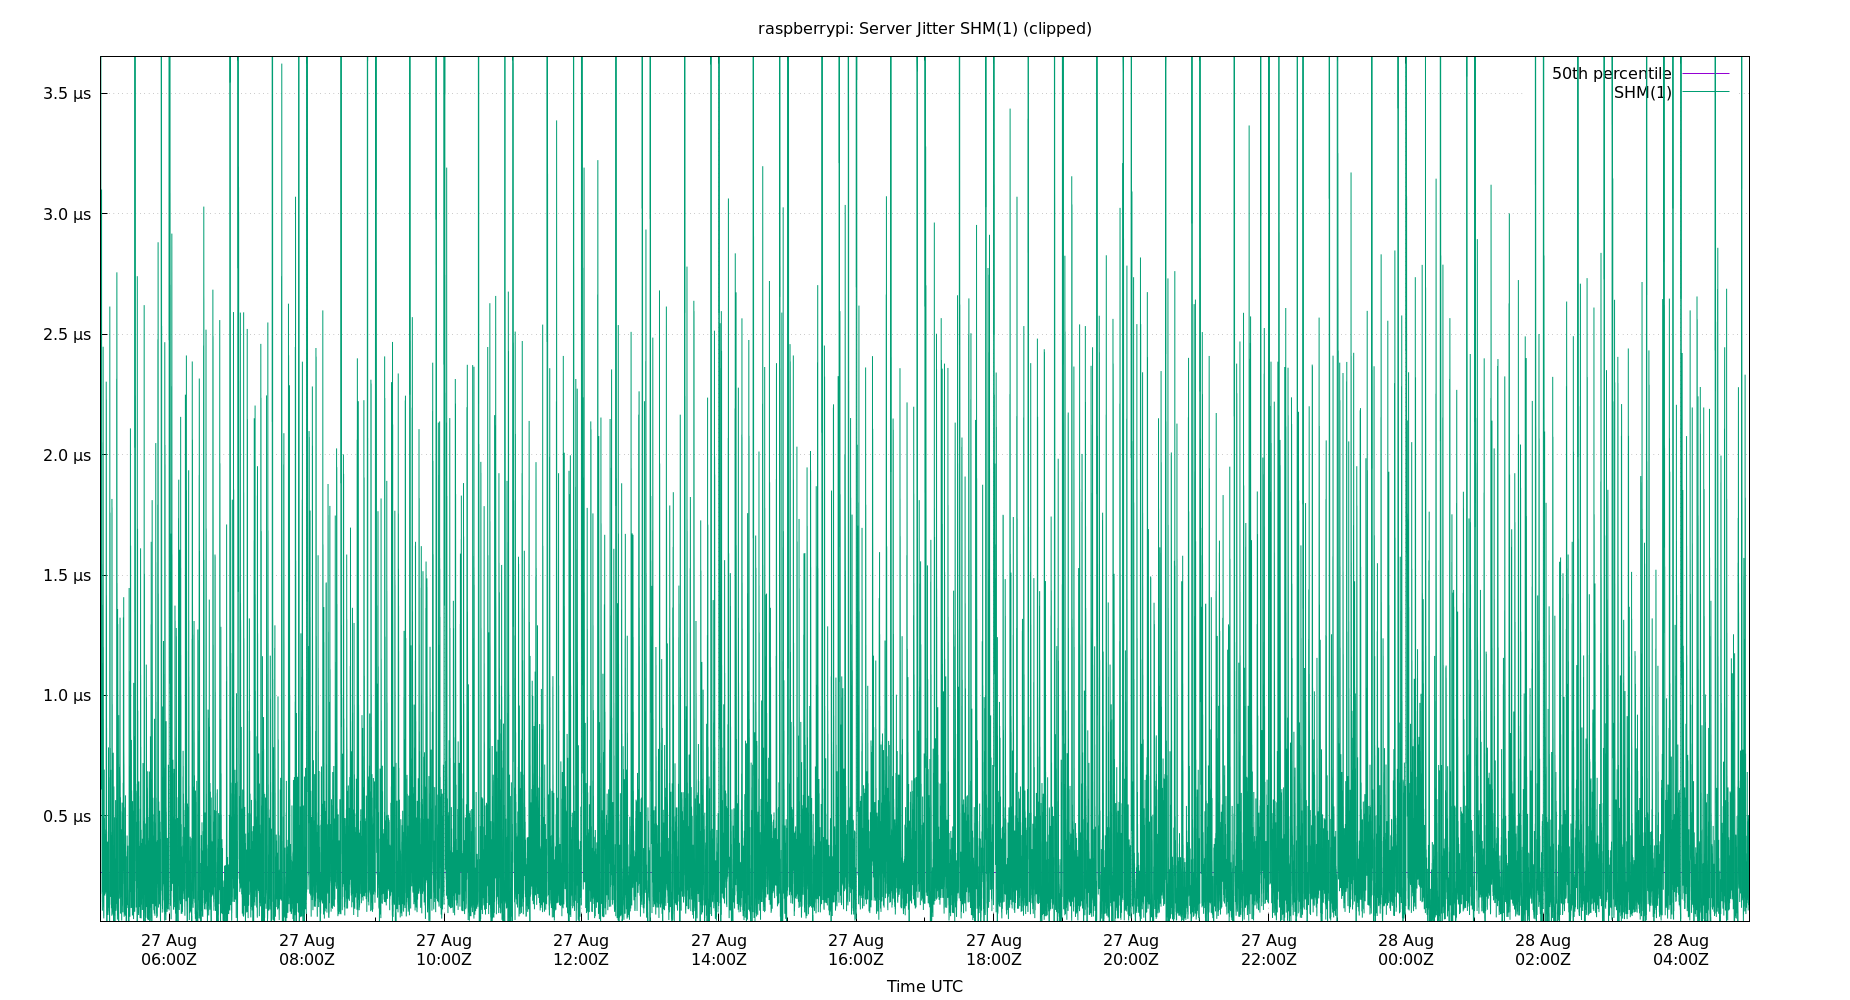 raspberrypi: Server Jitter SHM(1) (clipped)
50th percentile
SHM(1)
3.5 µs
3.0 µs
2.5 µs
2.0 µs
1.5 µs
1.0 µs
0.5 µs
27 Aug 27 Aug 27 Aug 27 Aug 27 Aug 27 Aug 27 Aug 27 Aug 27 Aug 28 Aug 28 Aug 28 Aug
06:00Z 08:00Z 10:00Z 12:00Z 14:00Z 16:00Z 18:00Z 20:00Z 22:00Z 00:00Z 02:00Z 04:00Z
Time UTC